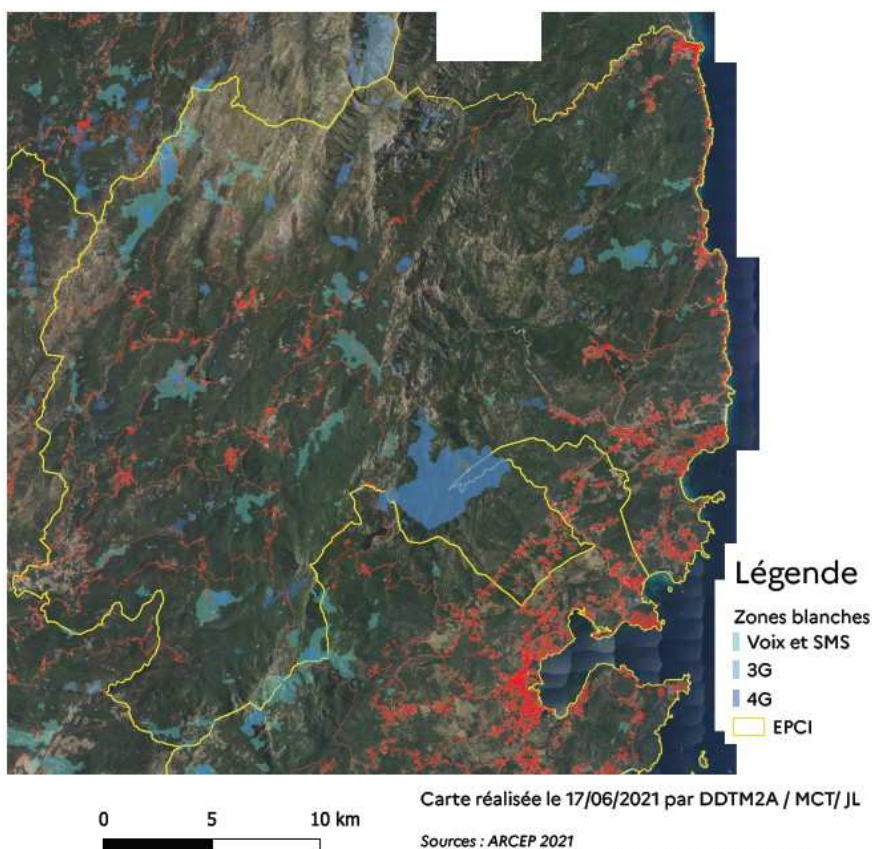 Légende
Zones blanches
Voix et SMS
3G
4G
EPCI
Carte réalisée le 17/06/2021 par DDTM2A / MCT/ JL
0 5 10 km
Sources : ARCEP 2021